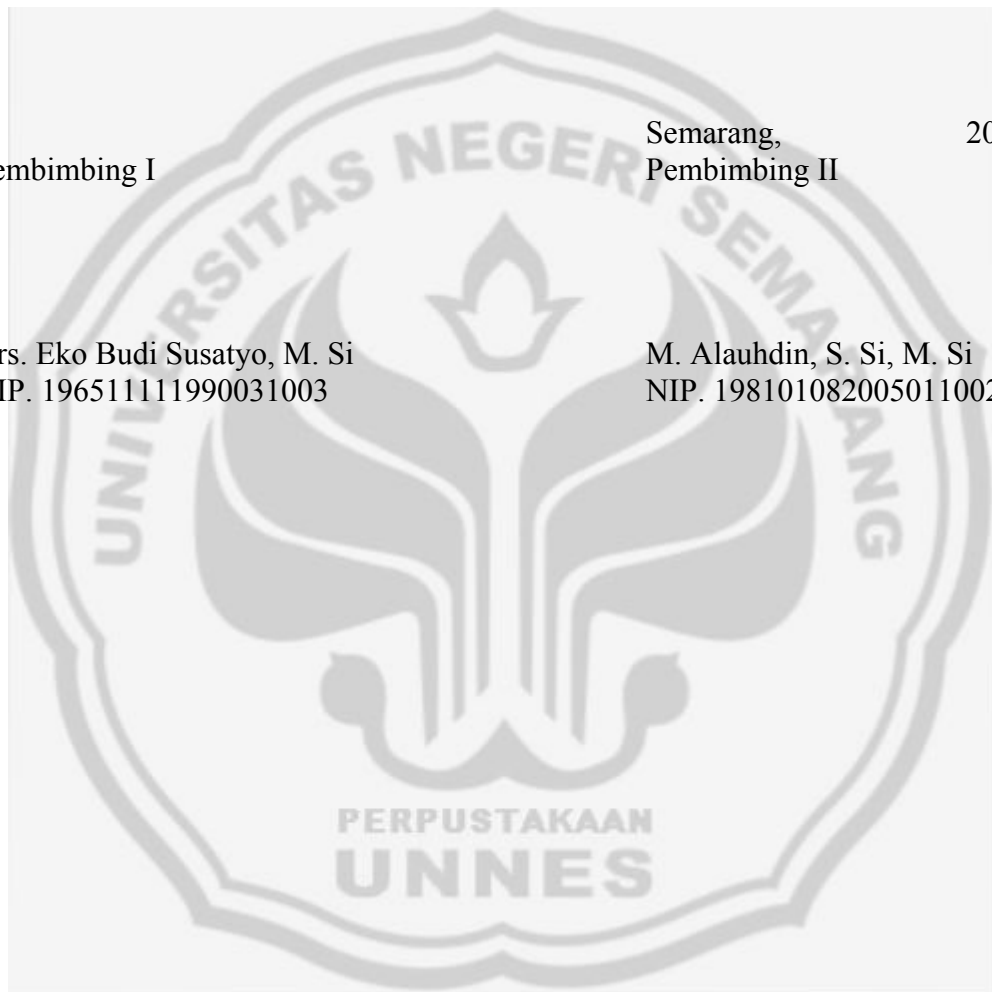 Semarang, 20
embimbing I Pembimbing II
rs. Eko Budi Susatyo, M. Si M. Alauhdin, S. Si, M. Si
IP. 196511111990031003 NIP. 198101082005011002
UNIVERSITAS NEGERI SEMARANG
PERPUSTAKAAN
UNNES